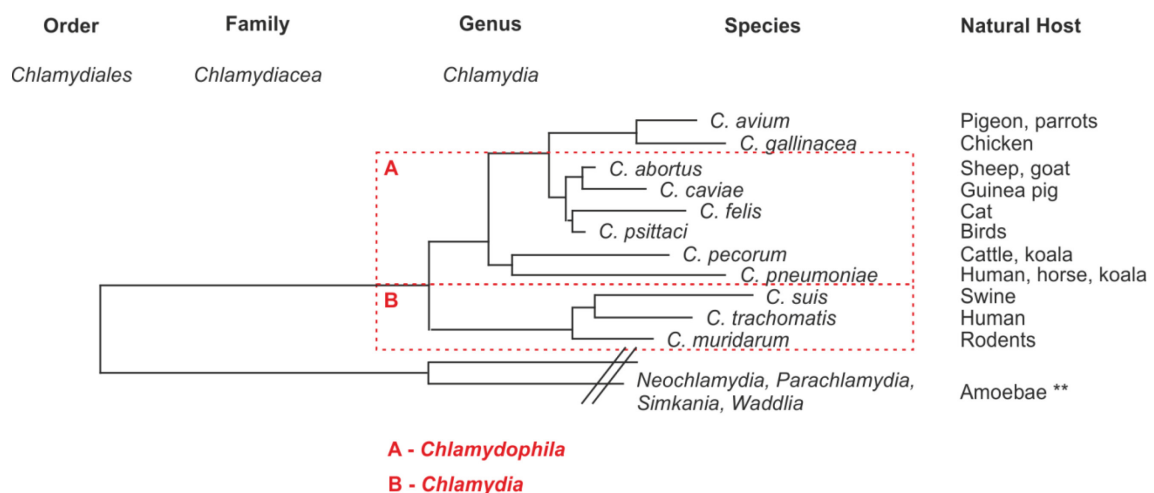 Order Family Genus Species Natural Host
Chlamydiales Chlamydiacea Chlamydia
C. avium Pigeon, parrots
C. gallinacea Chicken
A C. abortus Sheep, goat
C. caviae Guinea pig
C. felis Cat
C. psittaci Birds
C. pecorum Cattle, koala
C. pneumoniae Human, horse, koala
B C. suis Swine
C. trachomatis Human
C. muridarum Rodents
Neochlamydia, Parachlamydia,
Simkania, Waddlia
Amoebae **
A - Chlamydophila
B - Chlamydia